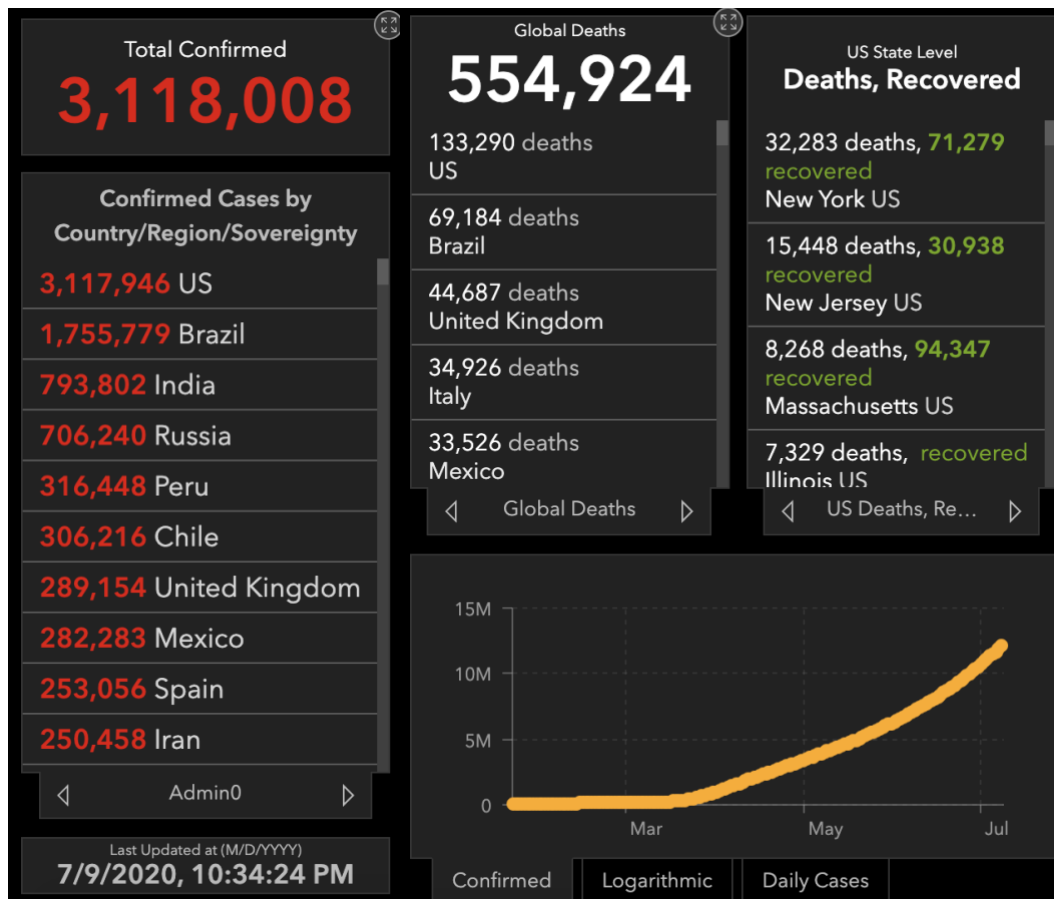 Total Confirmed
3,118,008
Confirmed Cases by
Country/Region/Sovereignty
3,117,946 US
1,755,779 Brazil
793,802 India
706,240 Russia
316,448 Peru
306,216 Chile
289,154 United Kingdom
282,283 Mexico
253,056 Spain
250,458 Iran
Admin0
Last Updated at (M/D/YYYY)
7/9/2020, 10:34:24 PM
Global Deaths
554,924
133,290 deaths
US
69,184 deaths
Brazil
44,687 deaths
United Kingdom
34,926 deaths
Italy
33,526 deaths
Mexico
Global Deaths
US State Level
Deaths, Recovered
32,283 deaths, 71,279
recovered
New York US
15,448 deaths, 30,938
recovered
New Jersey US
8,268 deaths, 94,347
recovered
Massachusetts US
7,329 deaths, recovered
Illinois US
US Deaths, Re...
15M
10M
5M
0
Mar May Jul
Confirmed Logarithmic Daily Cases